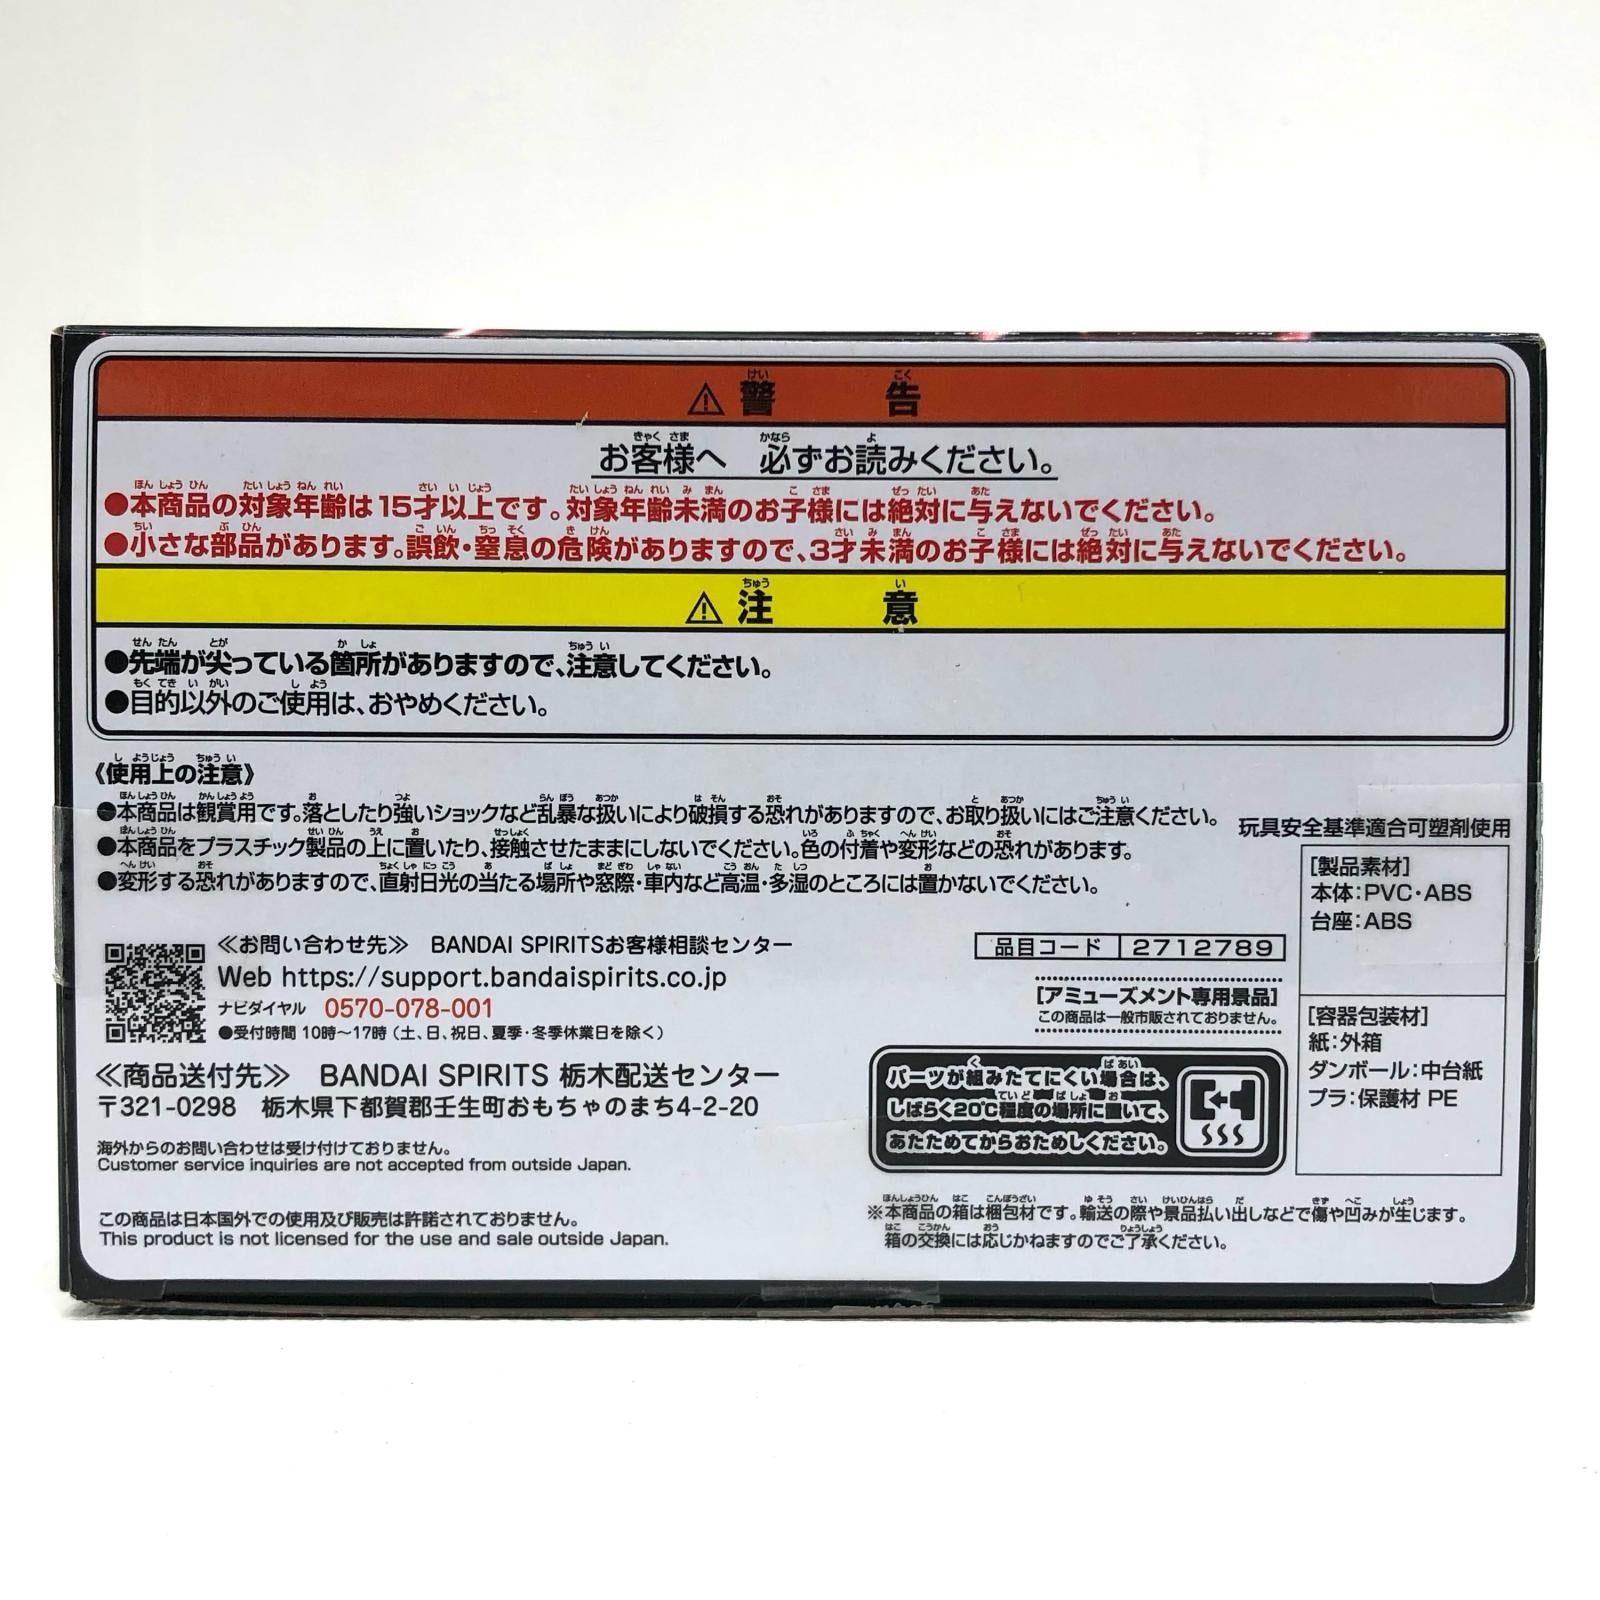 ⚠ 警告
お客様へ 必ずお読みください。
●本商品の対象年齢は15才以上です。対象年齢未満のお子様には絶対に与えないでください。
●小さな部品があります。誤飲・窒息の危険がありますので、3才未満のお子様には絶対に与えないでください。
⚠ 注意
●先端が尖っている箇所がありますので、注意してください。
●目的以外のご使用は、おやめください。
《使用上の注意》
●本商品は観賞用です。落としたり強いショックなど乱暴な扱いにより破損する恐れがありますので、お取り扱いにはご注意ください。
●本商品をプラスチック製品の上に置いたり、接触させたままにしないでください。色の付着や変形などの恐れがあります。
●変形する恐れがありますので、直射日光の当たる場所や窓際・車内など高温・多湿のところには置かないでください。
玩具安全基準適合可塑剤使用
[製品素材]
本体:PVC・ABS
台座:ABS
[容器包装材]
紙:外箱
ダンボール:中台紙
プラ:保護材 PE
≪お問い合わせ先≫ BANDAI SPIRITSお客様相談センター
Web https://support.bandaispirits.co.jp
ナビダイヤル 0570-078-001
●受付時間 10時～17時(土、日、祝日、夏季・冬季休業日を除く)
≪商品送付先≫ BANDAI SPIRITS 栃木配送センター
〒321-0298 栃木県下都賀郡壬生町おもちゃのまち4-2-20
海外からのお問い合わせは受け付けておりません。
Customer service inquiries are not accepted from outside Japan.
この商品は日本国外での使用及び販売は許諾されておりません。
This product is not licensed for the use and sale outside Japan.
品目コード 2712789
[アミューズメント専用景品]
この商品は一般市販されておりません。
パーツが組みたてにくい場合は、
しばらく20℃程度の場所に置いて、
あたためてからおためしください。
※本商品の箱は梱包材です。輸送の際や景品払い出しなどで傷や凹みが生じます。
箱の交換には応じかねますのでご了承ください。